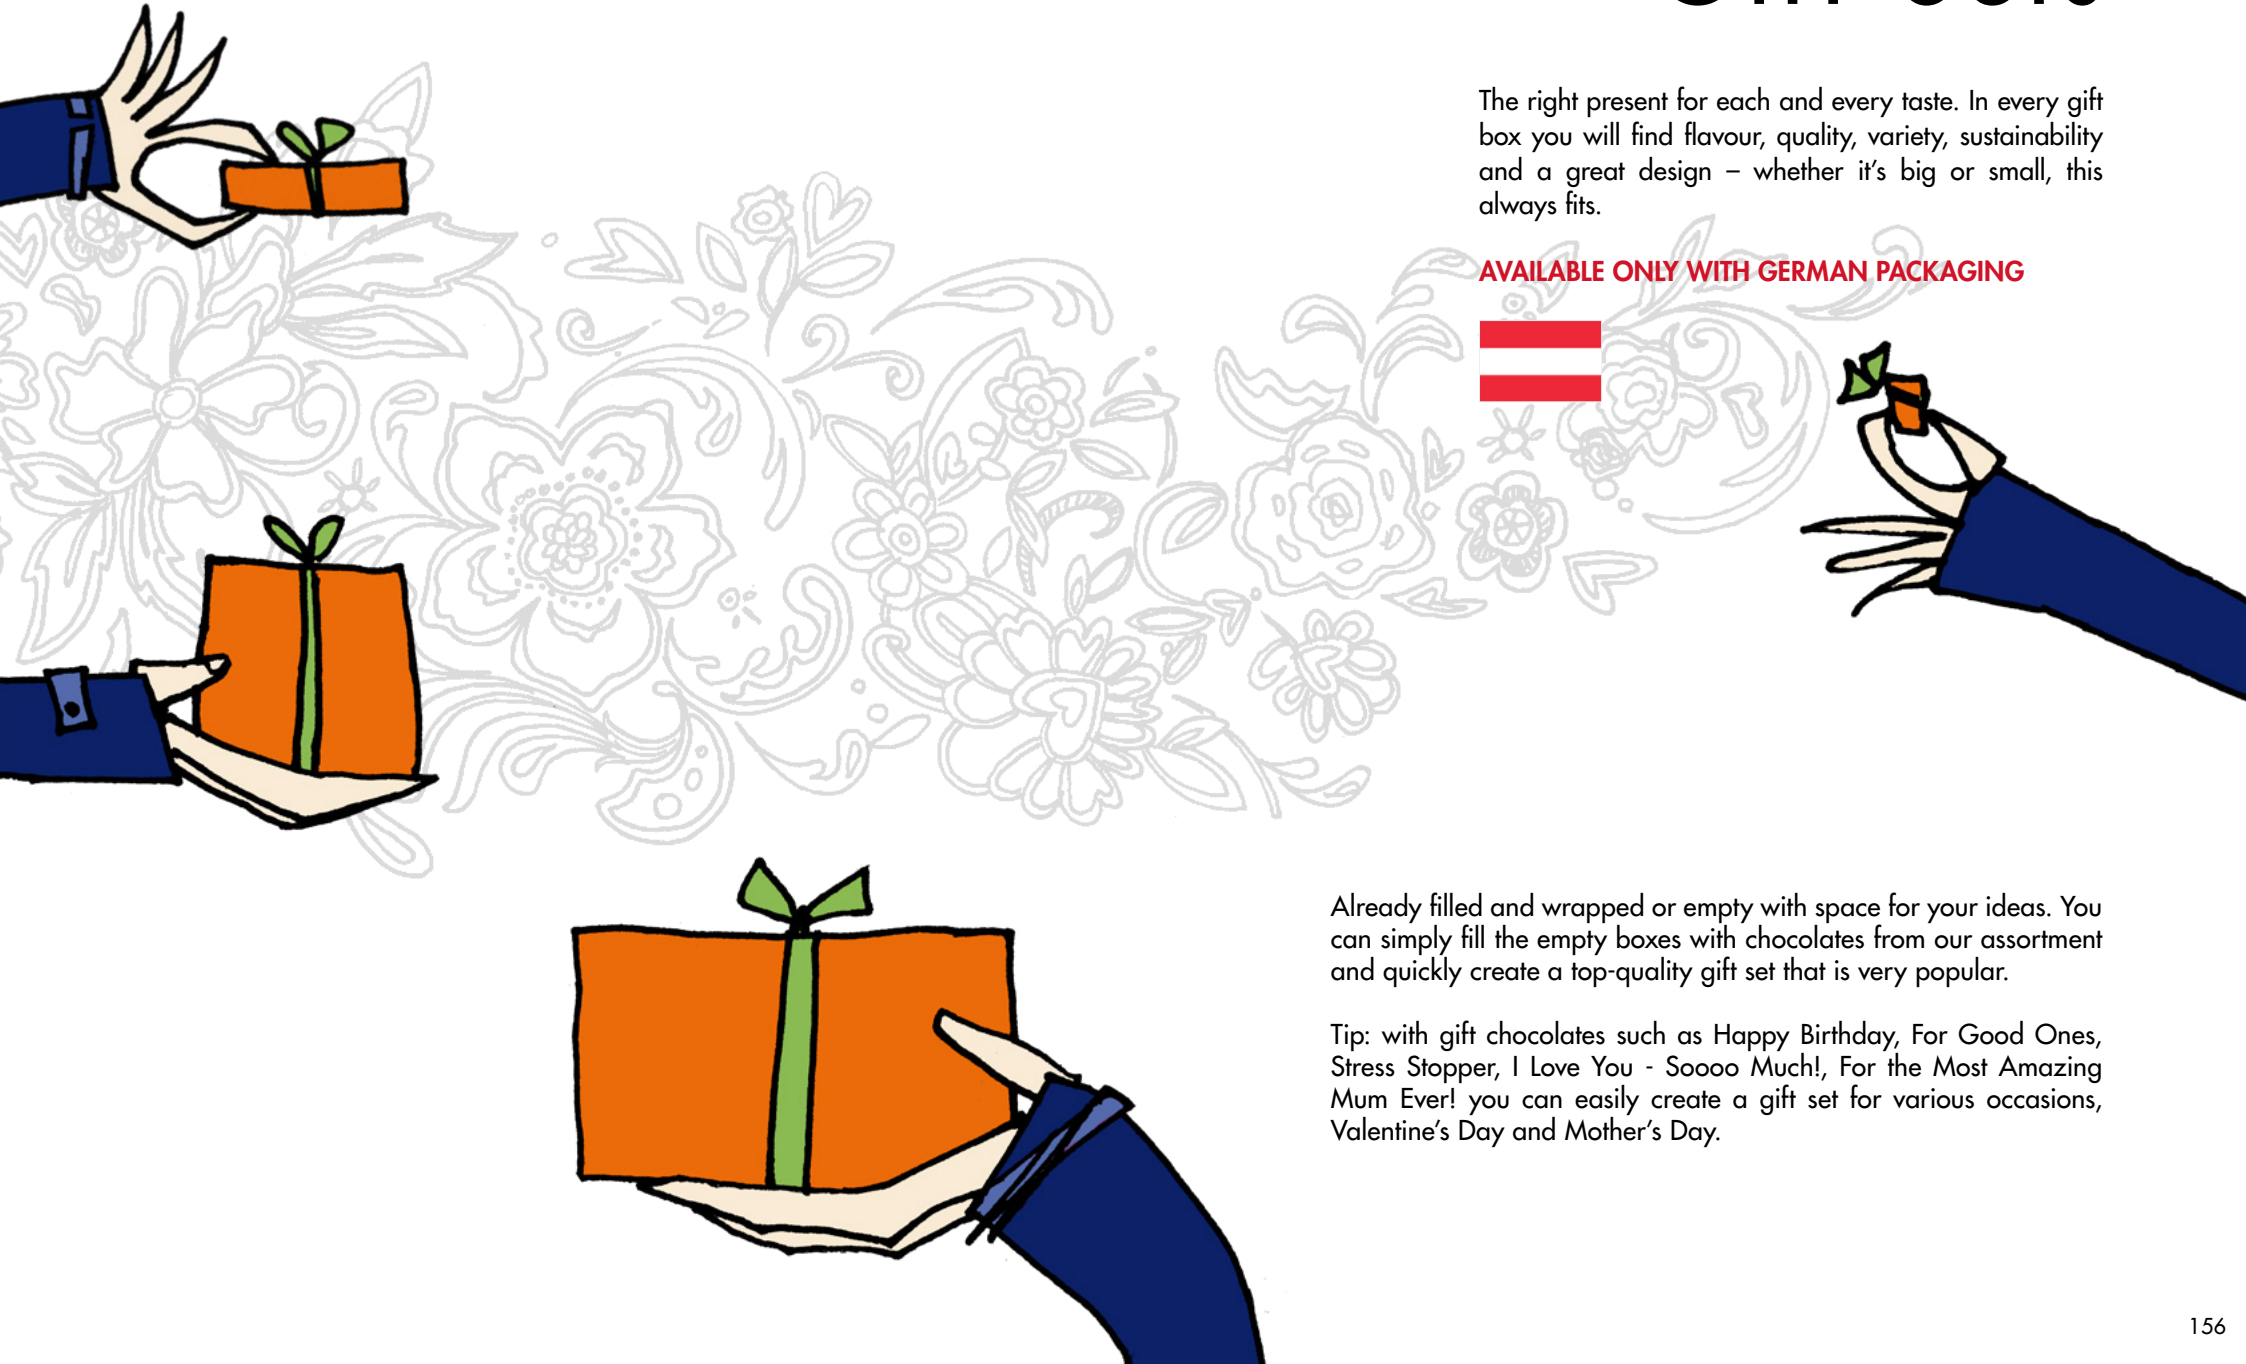 The right present for each and every taste. In every gift
box you will find flavour, quality, variety, sustainability
and a great design – whether it's big or small, this
always fits.
AVAILABLE ONLY WITH GERMAN PACKAGING
Already filled and wrapped or empty with space for your ideas. You
can simply fill the empty boxes with chocolates from our assortment
and quickly create a top-quality gift set that is very popular.
Tip: with gift chocolates such as Happy Birthday, For Good Ones,
Stress Stopper, I Love You - Soooo Much!, For the Most Amazing
Mum Ever! you can easily create a gift set for various occasions,
Valentine's Day and Mother's Day.
156